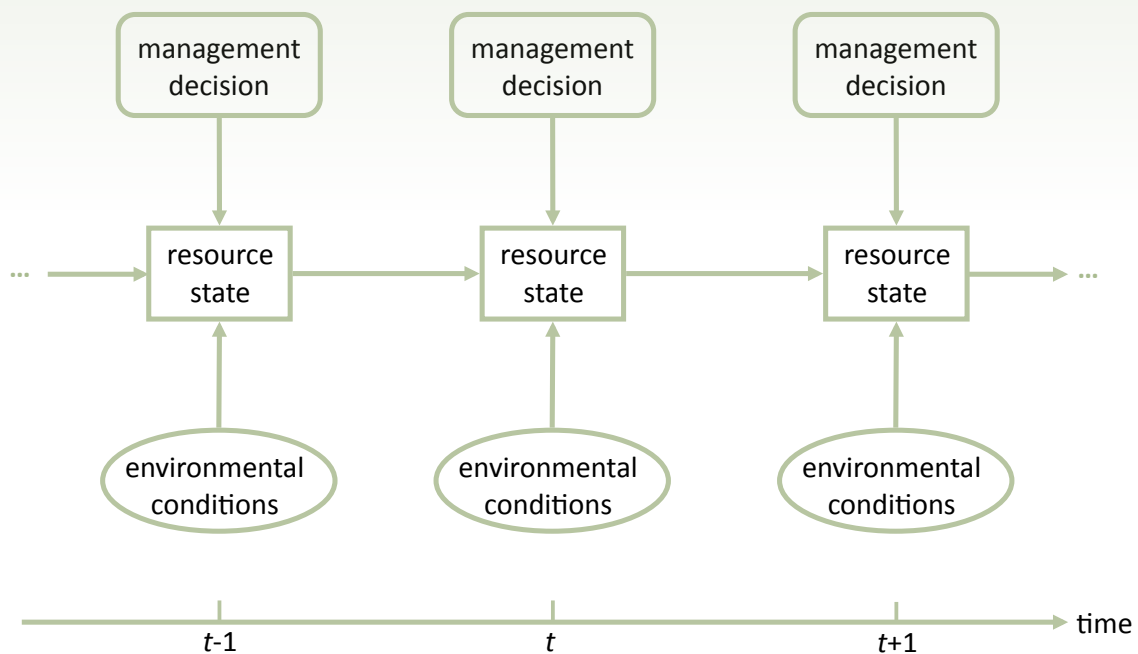 management
decision
management
decision
management
decision
...
resource
state
resource
state
resource
state
...
environmental
conditions
environmental
conditions
environmental
conditions
time
t-1
t
t+1